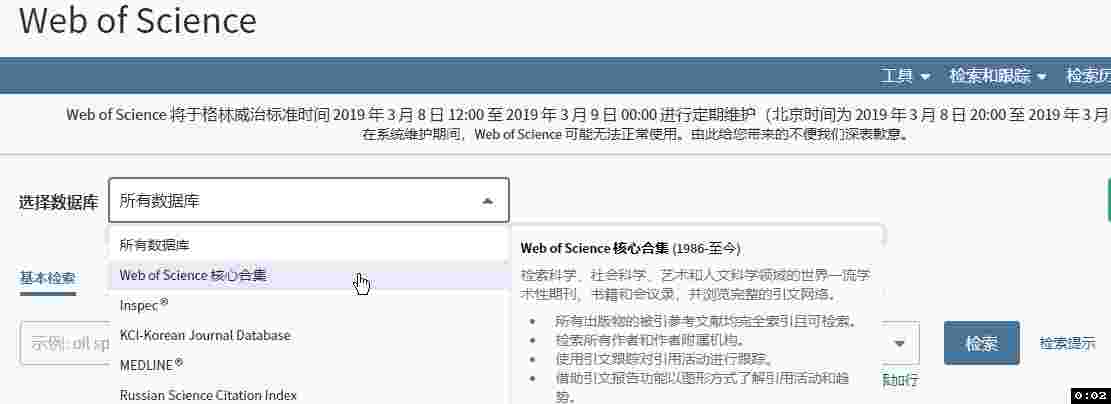 Web of Science
工具 检索和跟踪 检索历
Web of Science 将于格林威治标准时间 2019 年 3 月 8 日 12:00 至 2019 年 3 月 9 日 00:00 进行定期维护（北京时间为 2019 年 3 月 8 日 20:00 至 2019 年 3 月
在系统维护期间，Web of Science 可能无法正常使用。由此给您带来的不便我们深表歉意。
选择数据库 所有数据库
所有数据库
Web of Science 核心合集
Inspec®
KCI-Korean Journal Database
MEDLINE®
Russian Science Citation Index
Web of Science 核心合集 (1986-至今)
检索科学、社会科学、艺术和人文科学领域的世界一流学
术性期刊、书籍和会议录，并浏览完整的引文网络。
• 所有出版物的被引参考文献均完全索引且可检索。
• 检索所有作者和作者附属机构。
• 使用引文跟踪对引用活动进行跟踪。
• 借助引文报告功能以图形方式了解引用活动和趋
势。
基本检索
示例: oil sp
检索 检索提示
加行
0:02